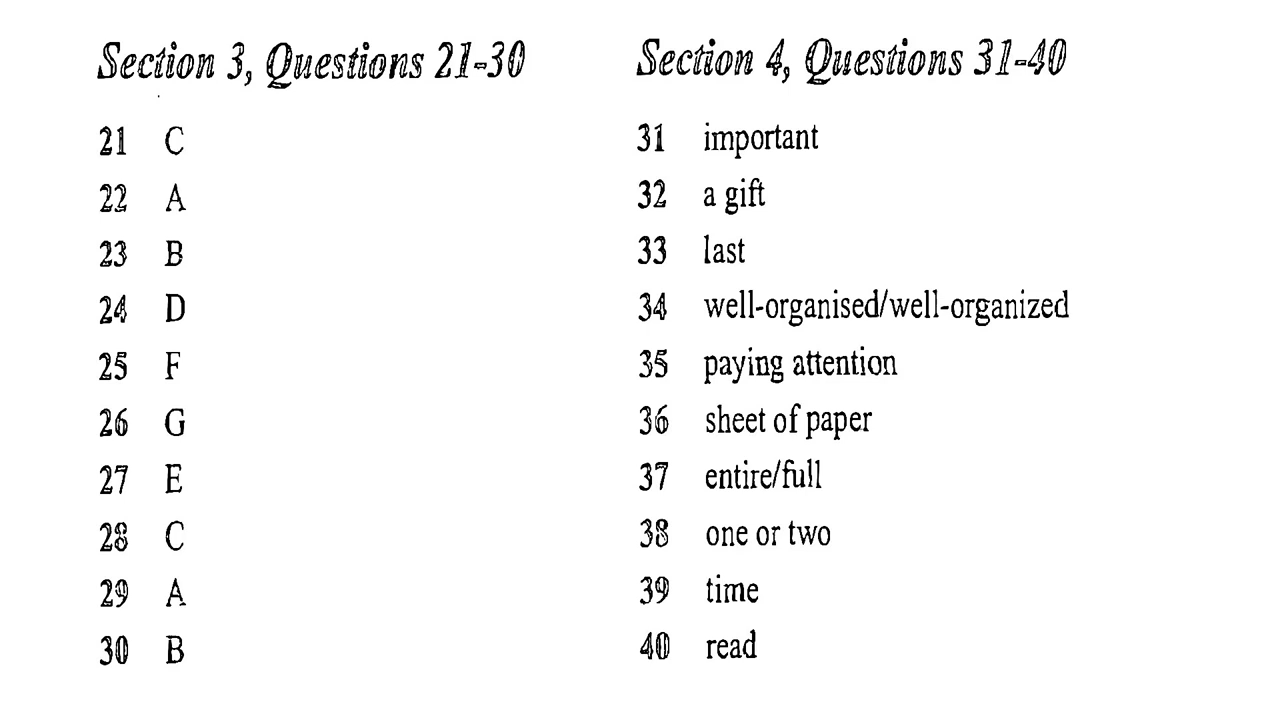 Section 3, Questions 21-30
21 C
22 A
23 B
24 D
25 F
26 G
27 E
28 C
29 A
30 B
Section 4, Questions 31-40
31 important
32 a gift
33 last
34 well-organised/well-organized
35 paying attention
36 sheet of paper
37 entire/full
38 one or two
39 time
40 read